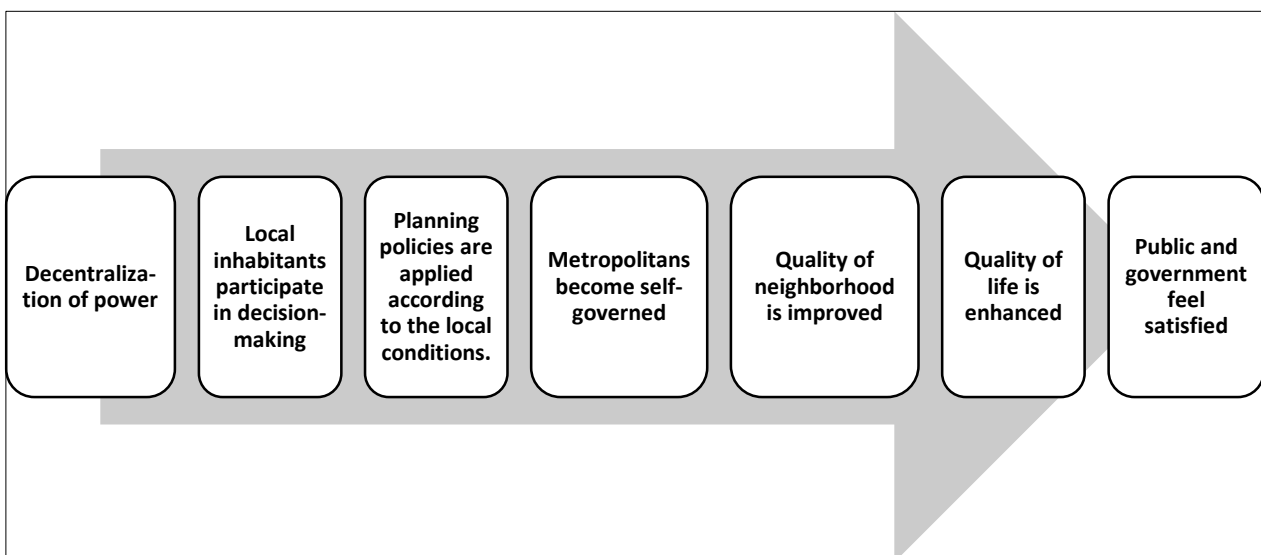 Decentraliza-
tion of power
Local
inhabitants
participate
in decision-
making
Planning
policies are
applied
according
to the local
conditions.
Metropolitans
become self-
governed
Quality of
neighborhood
is improved
Quality of
life is
enhanced
Public and
government
feel
satisfied